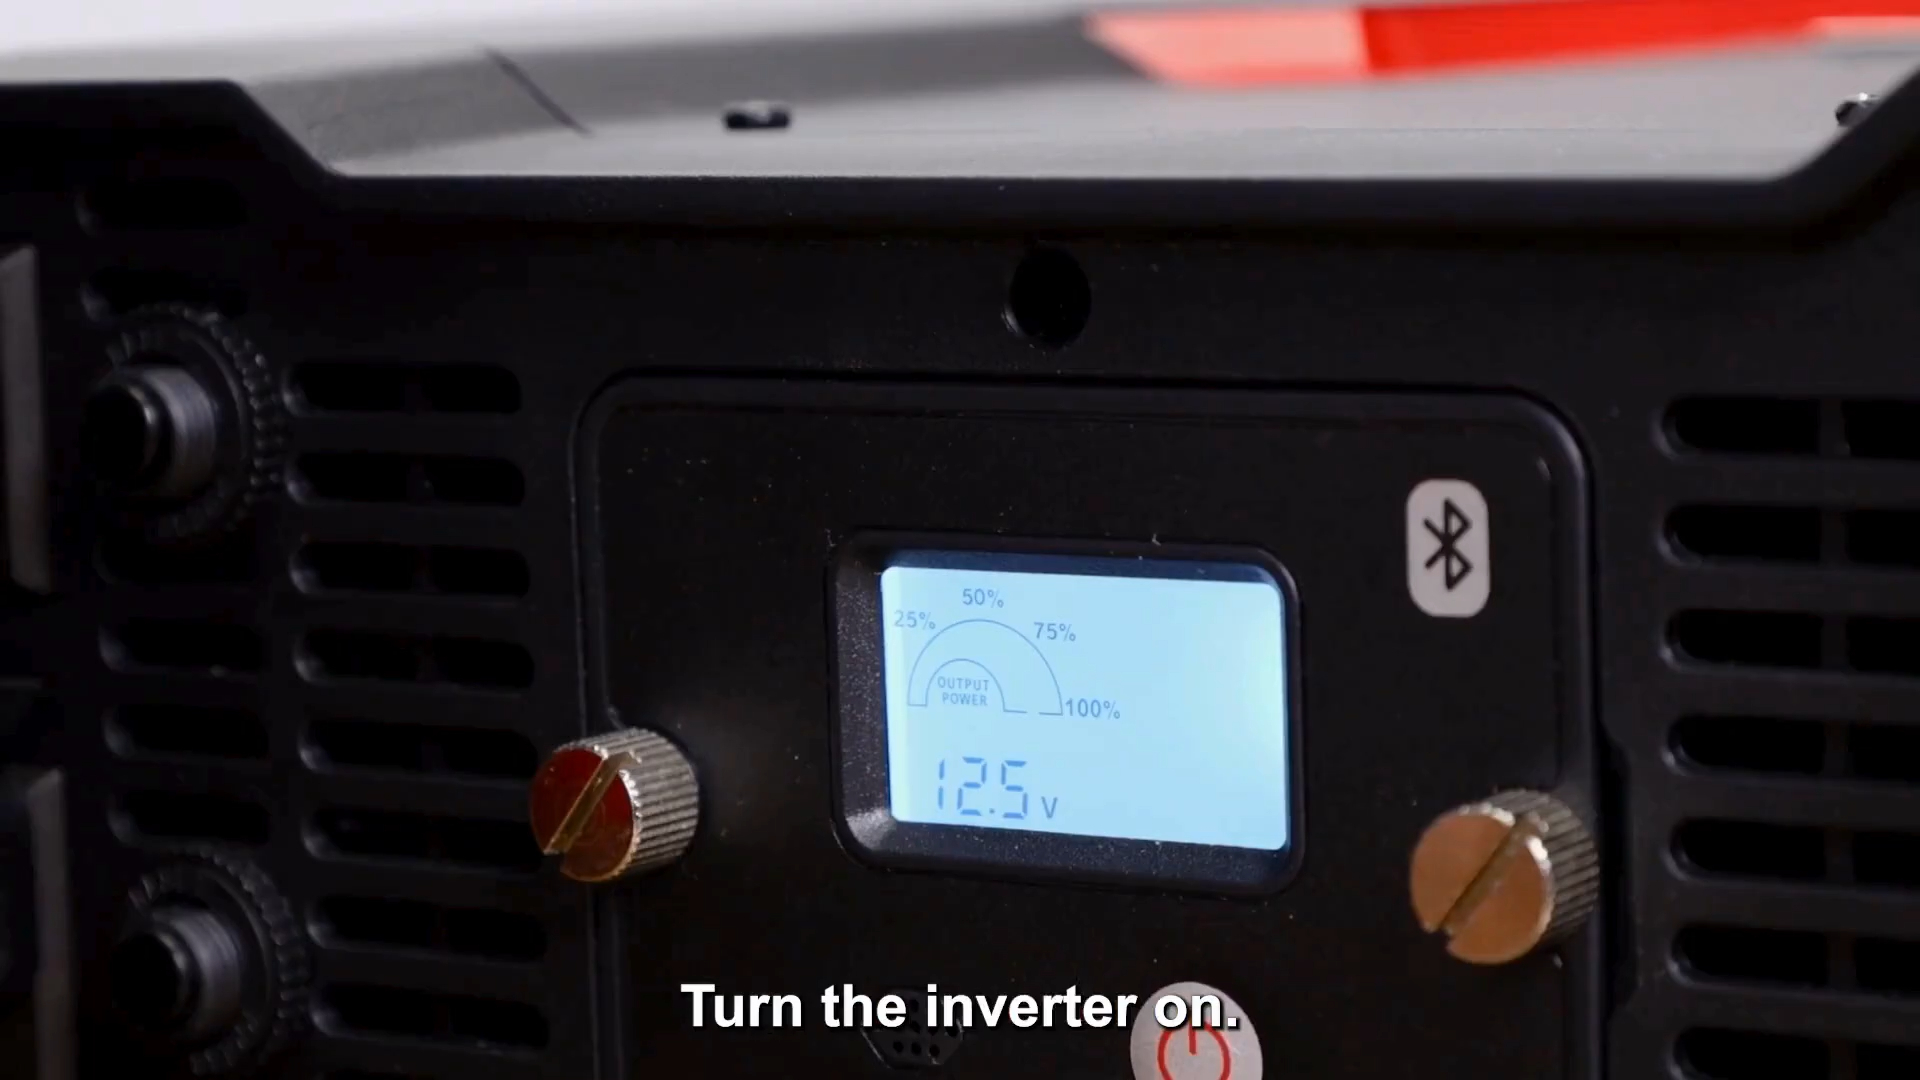 50%
25%
75%
OUTPUT
POWER
100%
12.5 V
Turn the inverter on.